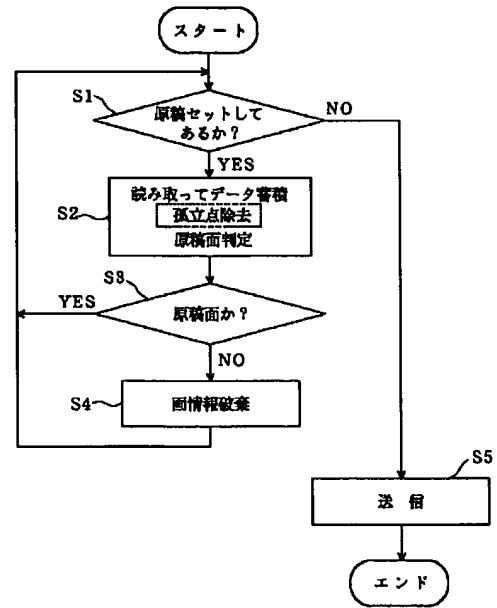 スタート
S1
原稿セットして
あるか?
NO
YES
S2
読み取ってデータ蓄積
孤立点除去
原稿面判定
S3
YES
原稿面か?
NO
S4
画情報破棄
S5
送 信
エンド